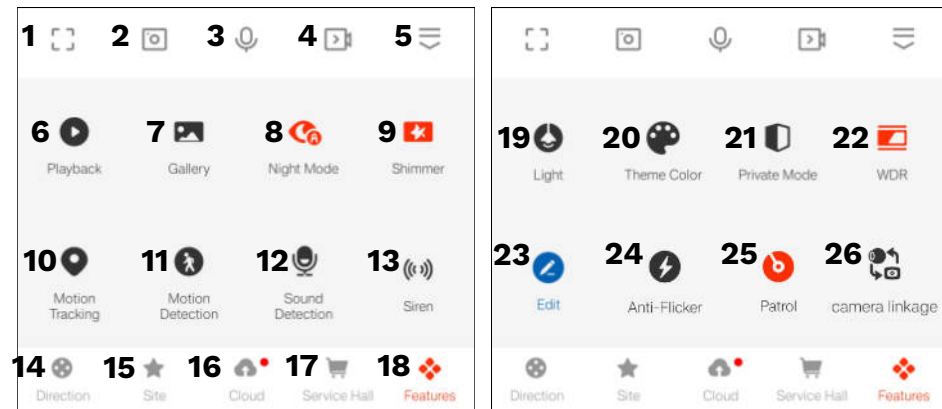 1 2 3 4 5
6 7 8 9
Playback Gallery Night Mode Shimmer
10 11 12 13
Motion Tracking Motion Detection Sound Detection Siren
14 15 16 17 18
Direction Site Cloud Service Hall Features
19 20 21 22
Light Theme Color Private Mode WDR
23 24 25 26
Edit Anti-Flicker Patrol camera linkage
Direction Site Cloud Service Hall Features